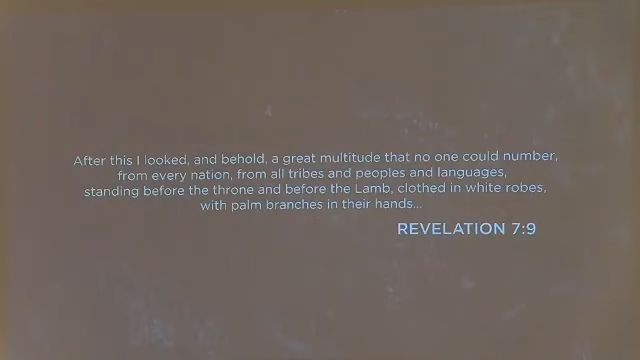 After this I looked, and behold, a great multitude that no one could number,
from every nation, from all tribes and peoples and languages,
standing before the throne and before the Lamb, clothed in white robes,
with palm branches in their hands...
REVELATION 7:9